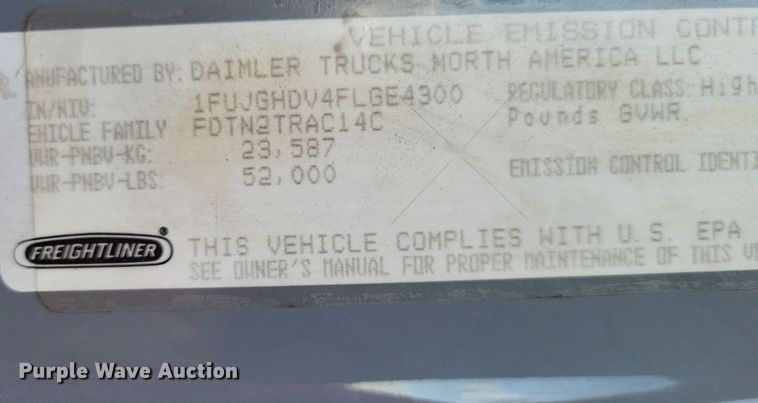 VEHICLE EMISSION CONTR
ANUFACTURED BY: DAIMLER TRUCKS NORTH AMERICA LLC
IN/NIV: 1FUJGHDV4FLGE4300 REGULATORY CLASS: High
EHICLE FAMILY FDTN2TRAC14C Pounds GVWR.
VWR-PNBV-KG: 23,587
VWR-PNBV-LBS: 52,000 EMISSION CONTROL IDENTI
FREIGHTLINER
THIS VEHICLE COMPLIES WITH U.S. EPA
SEE OWNER'S MANUAL FOR PROPER MAINTENANCE OF THIS V
Purple Wave Auction